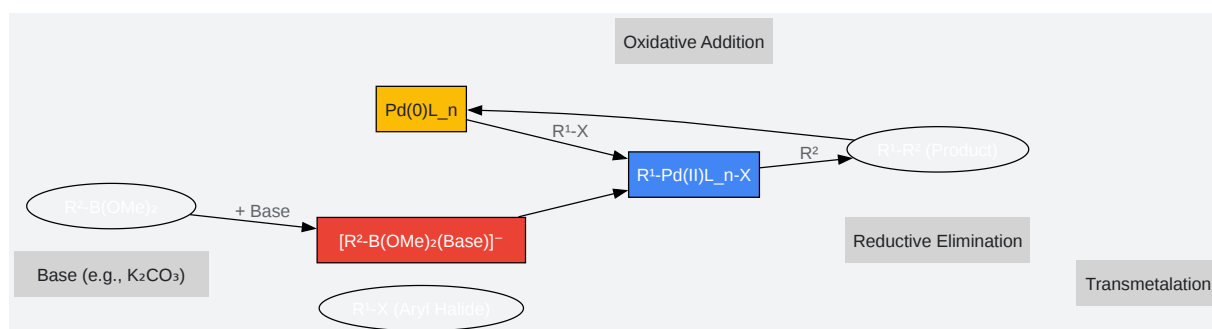 Oxidative Addition
Pd(0)L_n
R¹-X
R¹-R² (Product)
R²
R¹-Pd(II)L_n-X
R²-B(OMe)₂
+ Base
[R²-B(OMe)₂(Base)]⁻
Reductive Elimination
Base (e.g., K₂CO₃)
Transmetalation
R¹-X (Aryl Halide)